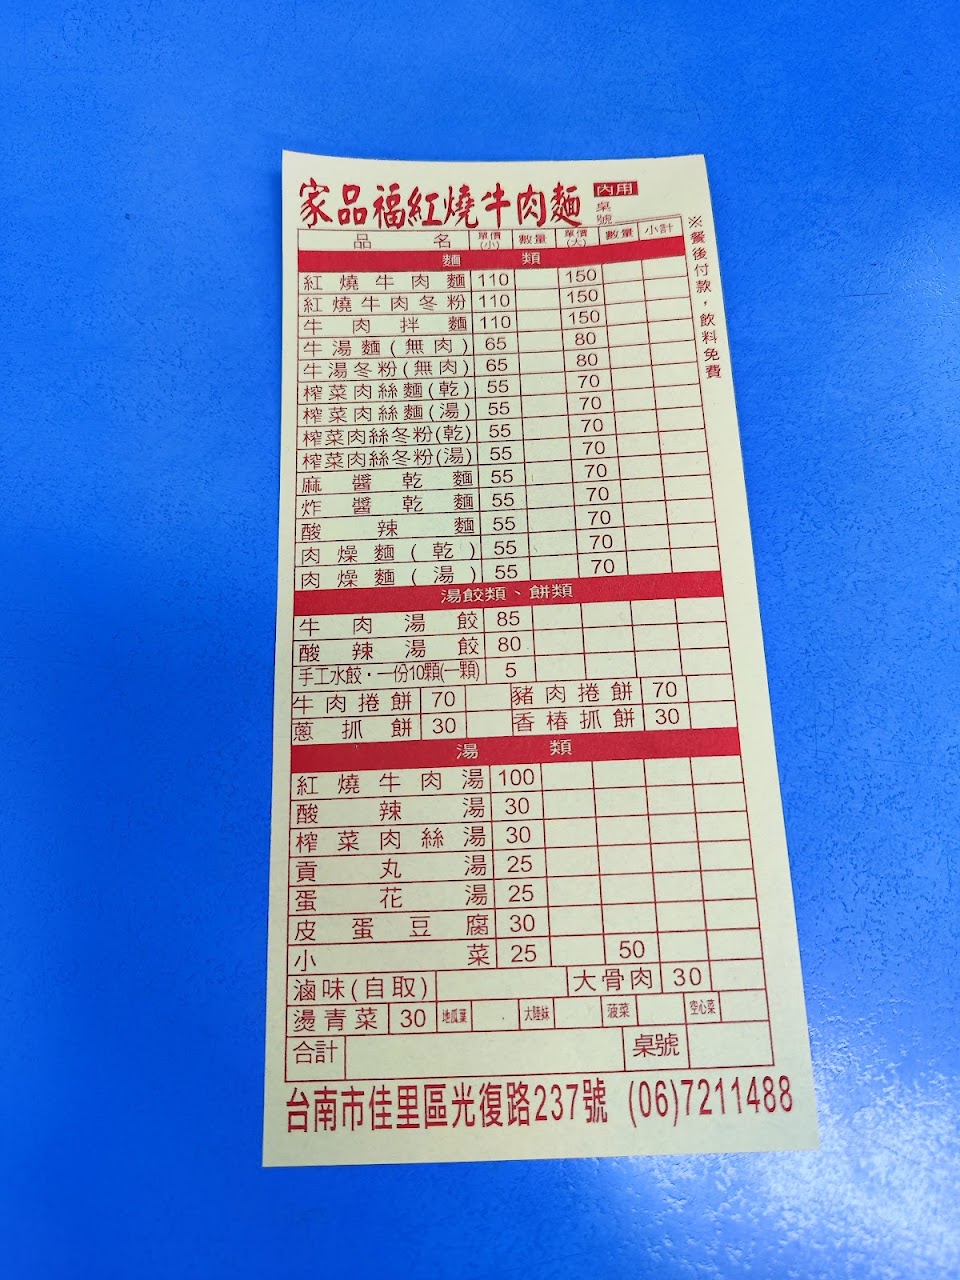 家品福紅燒牛肉麵 內用
桌號
品名 單價(小) 數量 單價(大) 數量 小計
※餐後付款，飲料免費
麵類
紅燒牛肉麵 110 150
紅燒牛肉冬粉 110 150
牛肉拌麵 110 150
牛湯麵(無肉) 65 80
牛湯冬粉(無肉) 65 80
榨菜肉絲麵(乾) 55 70
榨菜肉絲麵(湯) 55 70
榨菜肉絲冬粉(乾) 55 70
榨菜肉絲冬粉(湯) 55 70
麻醬乾麵 55 70
炸醬乾麵 55 70
酸辣麵 55 70
肉燥麵(乾) 55 70
肉燥麵(湯) 55 70
湯餃類、餅類
牛肉湯餃 85
酸辣湯餃 80
手工水餃·一份10顆(一顆) 5
牛肉捲餅 70 豬肉捲餅 70
蔥抓餅 30 香椿抓餅 30
湯類
紅燒牛肉湯 100
酸辣湯 30
榨菜肉絲湯 30
貢丸湯 25
蛋花湯 25
皮蛋豆腐 30
小菜 25 50
滷味(自取) 大骨肉 30
燙青菜 30 地瓜葉 大陸妹 菠菜 空心菜
合計 桌號
台南市佳里區光復路237號 (06)7211488